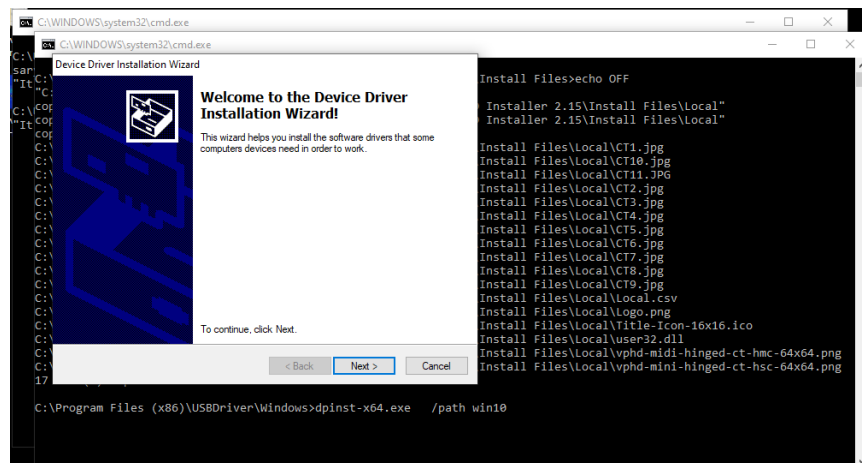 C:\WINDOWS\system32\cmd.exe
C:\WINDOWS\system32\cmd.exe
Device Driver Installation Wizard
Welcome to the Device Driver
Installation Wizard!
This wizard helps you install the software drivers that some
computers devices need in order to work.
To continue, click Next.
< Back Next > Cancel
Install Files>echo OFF
Installer 2.15\Install Files\Local"
Installer 2.15\Install Files\Local"
Install Files\Local\CT1.jpg
Install Files\Local\CT10.jpg
Install Files\Local\CT11.JPG
Install Files\Local\CT2.jpg
Install Files\Local\CT3.jpg
Install Files\Local\CT4.jpg
Install Files\Local\CT5.jpg
Install Files\Local\CT6.jpg
Install Files\Local\CT7.jpg
Install Files\Local\CT8.jpg
Install Files\Local\CT9.jpg
Install Files\Local\Local.csv
Install Files\Local\Logo.png
Install Files\Local\Title-Icon-16x16.ico
Install Files\Local\user32.dll
Install Files\Local\vphd-midi-hinged-ct-hmc-64x64.png
Install Files\Local\vphd-mini-hinged-ct-hsc-64x64.png
17
C:\Program Files (x86)\USBDriver\Windows>dpinst-x64.exe /path win10